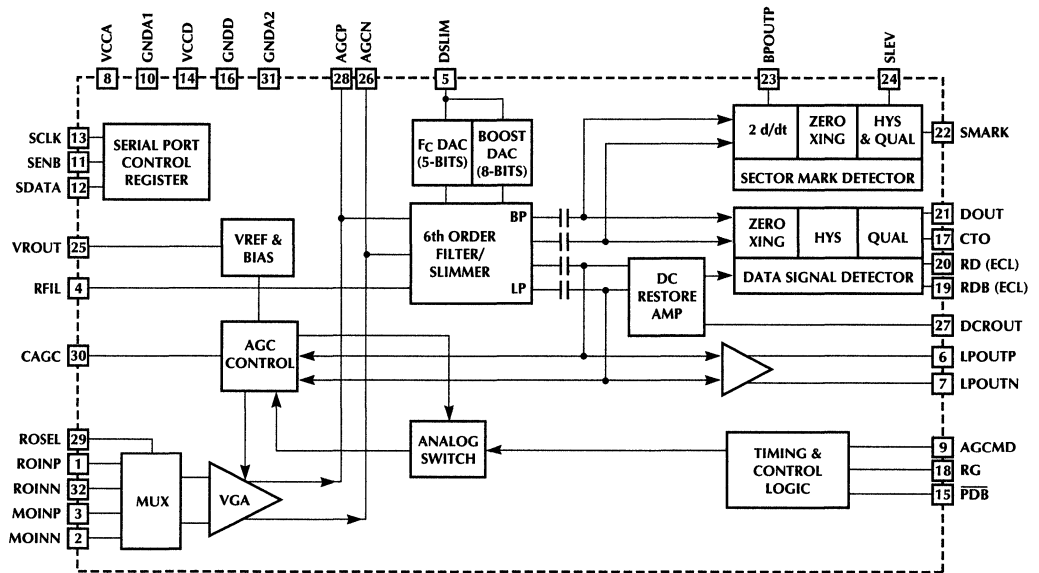 VCCA
GNDA1
VCCD
GNDD
GNDA2
AGCP
AGCN
DSLIM
BPOUTP
SLEV
8
10
14
16
31
28
26
5
23
24
SCLK 13
SENB 11
SDATA 12
SERIAL PORT
CONTROL
REGISTER
FC DAC
(5-BITS)
BOOST
DAC
(8-BITS)
2 d/dt
ZERO
XING
HYS
& QUAL
SECTOR MARK DETECTOR
22 SMARK
VROUT 25
RFIL 4
VREF &
BIAS
6th ORDER
FILTER/
SLIMMER
BP
LP
ZERO
XING
HYS
QUAL
DATA SIGNAL DETECTOR
21 DOUT
17 CTO
20 RD (ECL)
19 RDB (ECL)
DC
RESTORE
AMP
27 DCROUT
CAGC 30
AGC
CONTROL
6 LPOUTP
7 LPOUTN
ROSEL 29
ROINP 1
ROINN 32
MOINP 3
MOINN 2
MUX
VGA
ANALOG
SWITCH
TIMING &
CONTROL
LOGIC
9 AGCMD
18 RG
15 PDB